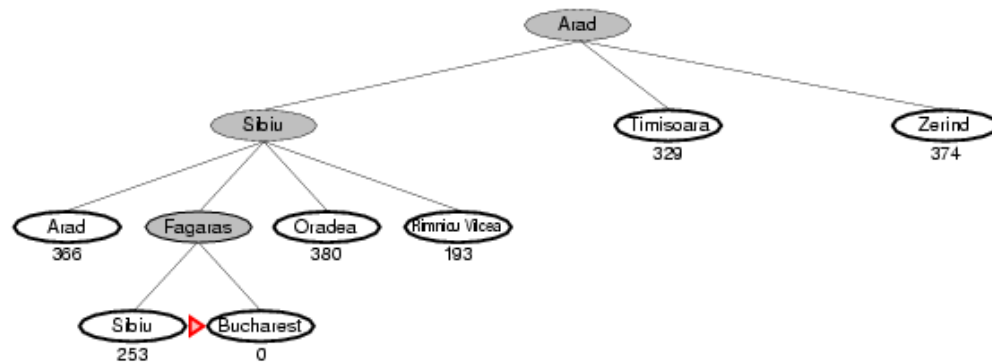 Arad
Sibiu
Timisoara
Zerind
329
374
Arad
Fagaras
Oradea
Rimnicu Vilcea
366
380
193
Sibiu
Bucharest
253
0